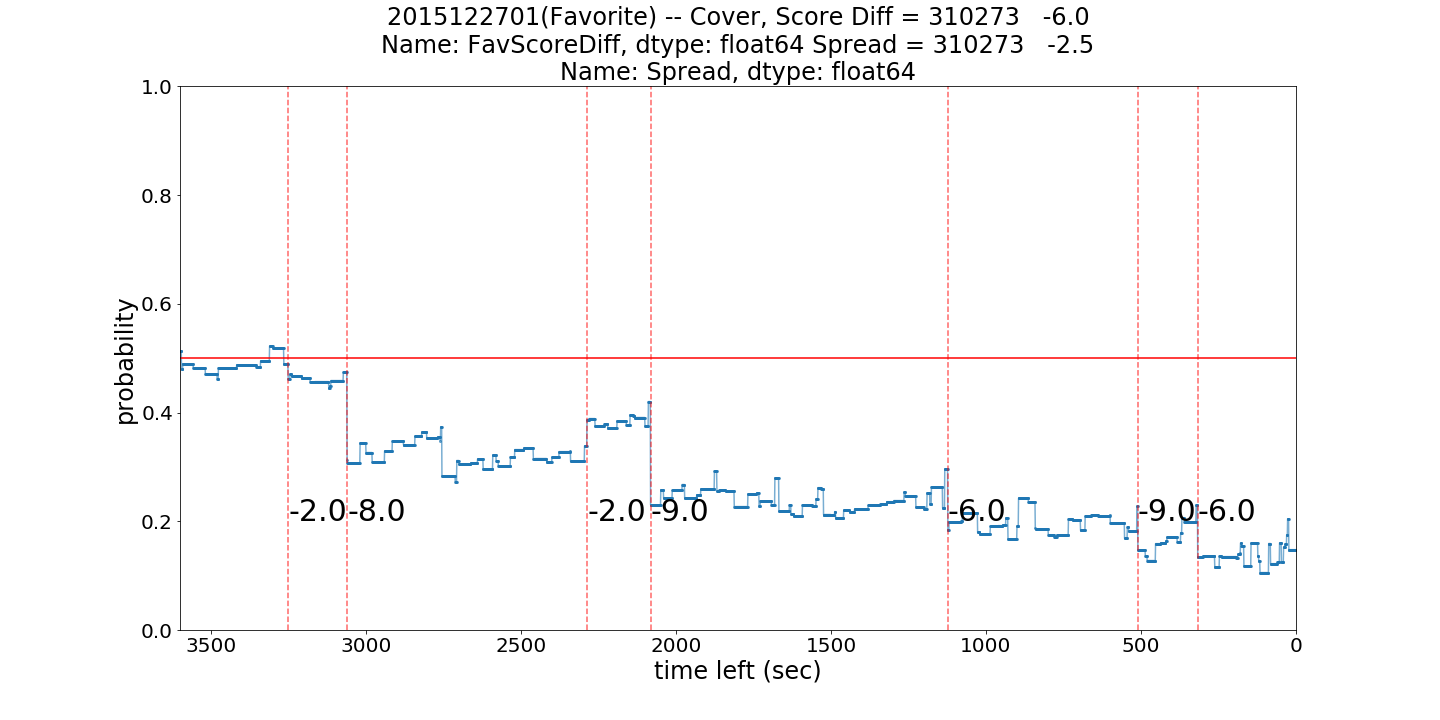 2015122701(Favorite) -- Cover, Score Diff = 310273   -6.0
Name: FavScoreDiff, dtype: float64 Spread = 310273   -2.5
Name: Spread, dtype: float64
1.0
0.8
0.6
0.4
0.2
0.0
probability
-2.0 -8.0 -2.0 -9.0 -6.0 -9.0 -6.0
3500 3000 2500 2000 1500 1000 500 0
time left (sec)